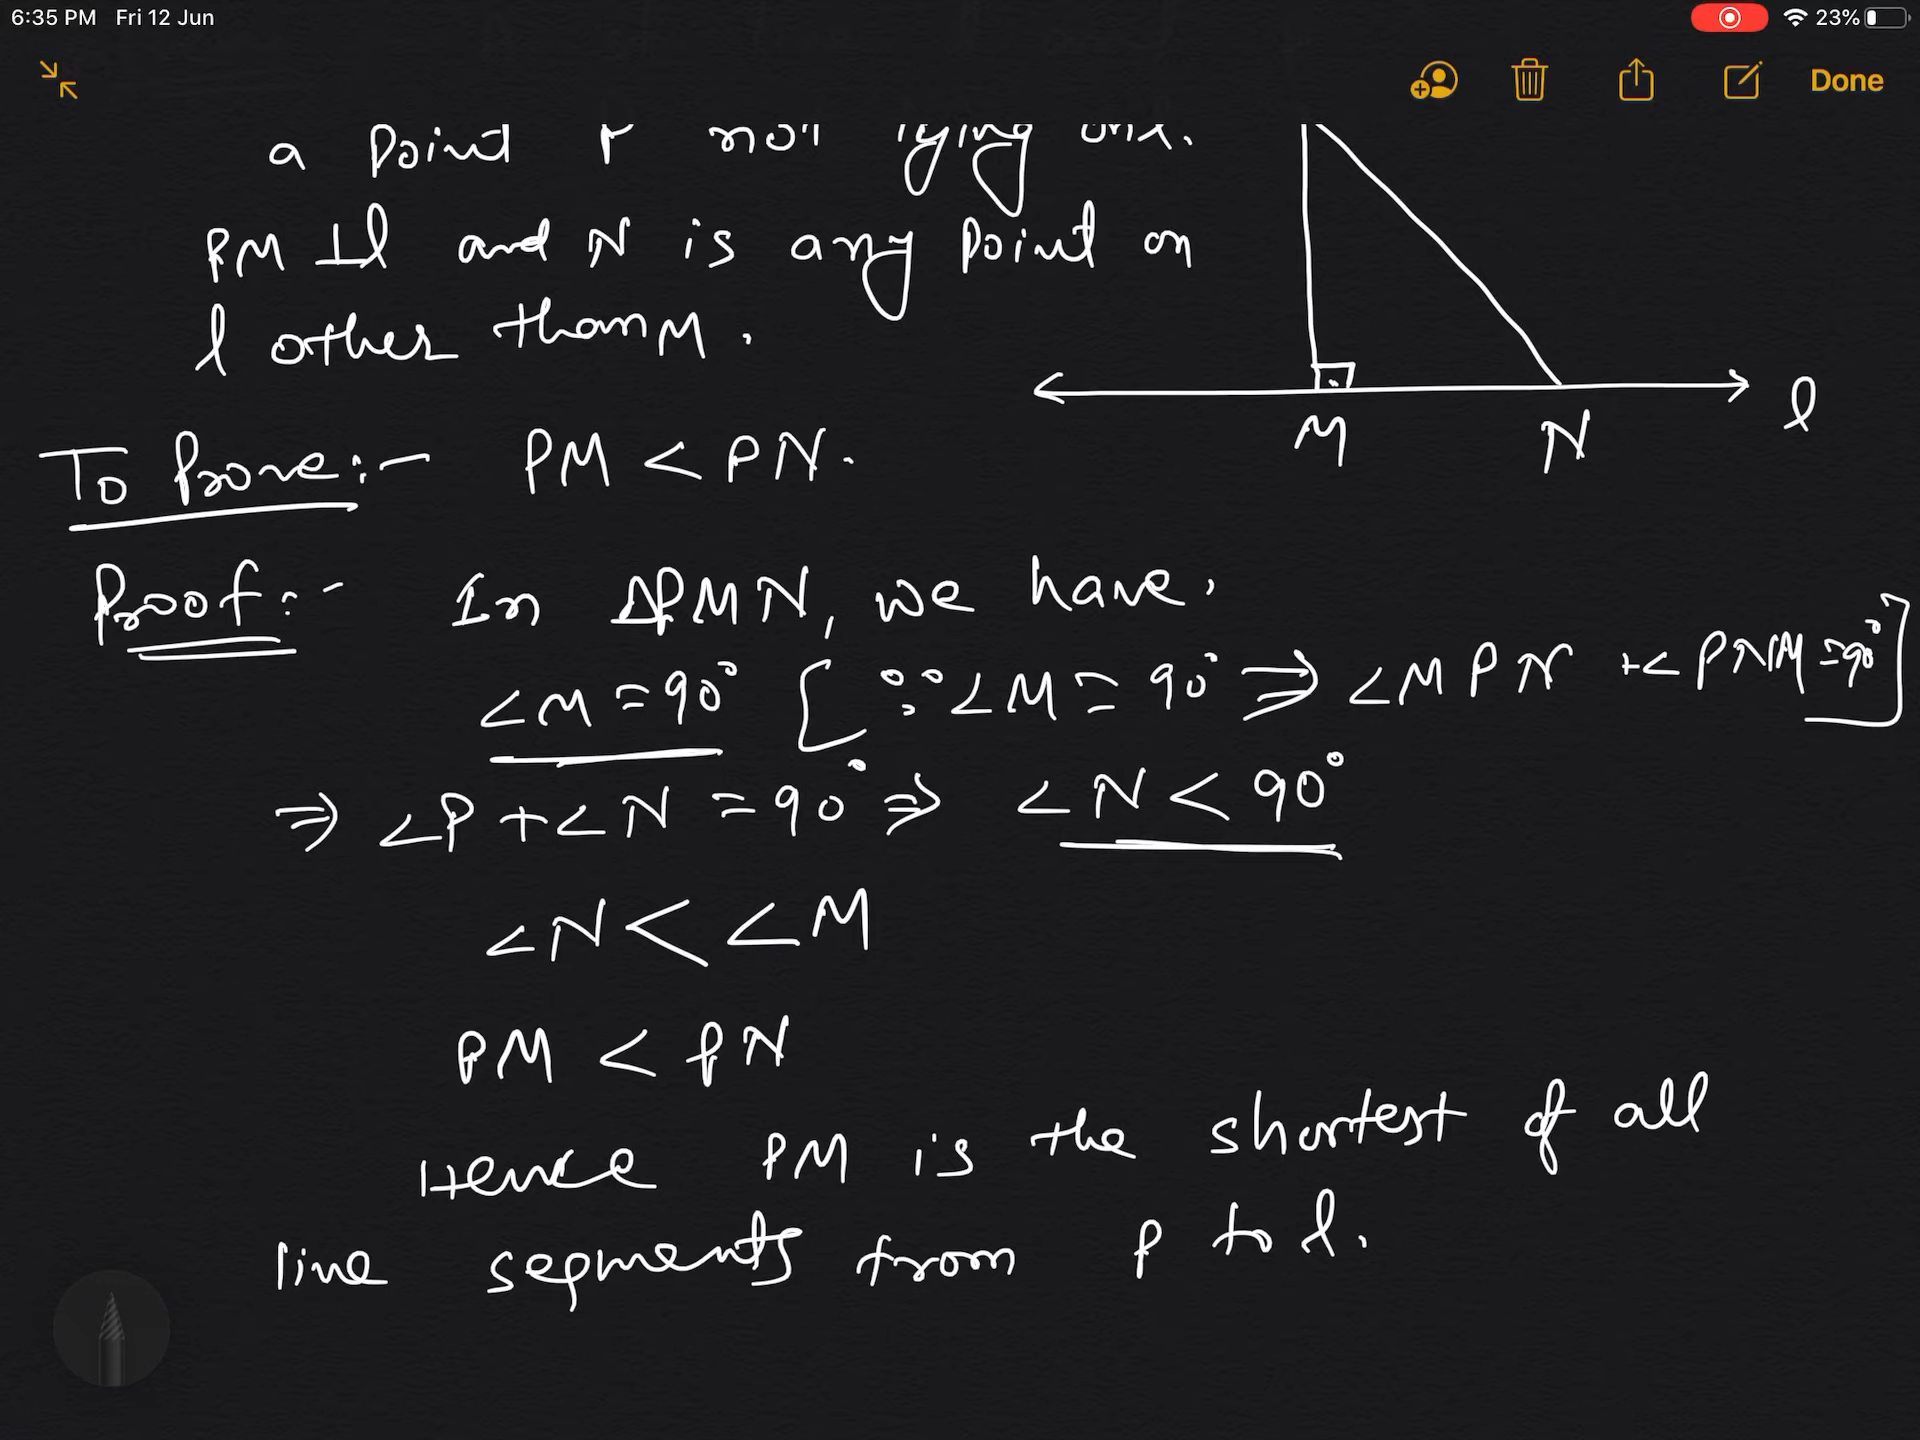 6:35 PM Fri 12 Jun 23%
Done
a Point P not lying on l.
PM ⊥ l and N is any point on
l other than M.
M N l
To Prove:- PM < PN.
Proof:- In ΔPMN, we have,
∠M = 90° [∵ ∠M = 90° ⇒ ∠MPN + ∠PNM = 90°]
⇒ ∠P + ∠N = 90° ⇒ ∠N < 90°
∠N < ∠M
PM < PN
Hence PM is the shortest of all
line segments from P to l.